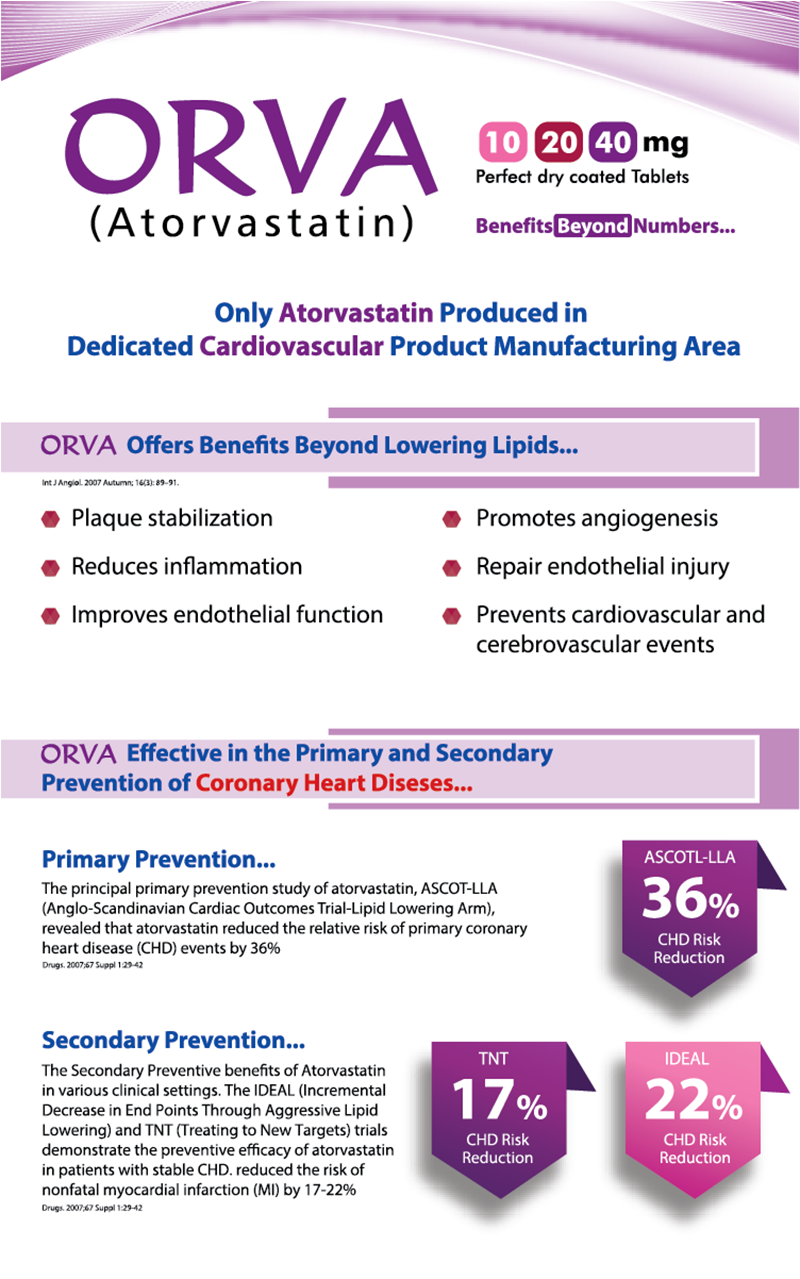 ORVA
(Atorvastatin)
10 20 40 mg
Perfect dry coated Tablets
Benefits Beyond Numbers...
Only Atorvastatin Produced in
Dedicated Cardiovascular Product Manufacturing Area
ORVA Offers Benefits Beyond Lowering Lipids...
Int J Angiol. 2007 Autumn; 16(3): 89–91.
Plaque stabilization
Reduces inflammation
Improves endothelial function
Promotes angiogenesis
Repair endothelial injury
Prevents cardiovascular and
cerebrovascular events
ORVA Effective in the Primary and Secondary
Prevention of Coronary Heart Diseses...
Primary Prevention...
The principal primary prevention study of atorvastatin, ASCOT-LLA
(Anglo-Scandinavian Cardiac Outcomes Trial-Lipid Lowering Arm),
revealed that atorvastatin reduced the relative risk of primary coronary
heart disease (CHD) events by 36%
Drugs. 2007;67 Suppl 1:29-42
ASCOTL-LLA
36%
CHD Risk
Reduction
Secondary Prevention...
The Secondary Preventive benefits of Atorvastatin
in various clinical settings. The IDEAL (Incremental
Decrease in End Points Through Aggressive Lipid
Lowering) and TNT (Treating to New Targets) trials
demonstrate the preventive efficacy of atorvastatin
in patients with stable CHD. reduced the risk of
nonfatal myocardial infarction (MI) by 17-22%
Drugs. 2007;67 Suppl 1:29-42
TNT
17%
CHD Risk
Reduction
IDEAL
22%
CHD Risk
Reduction